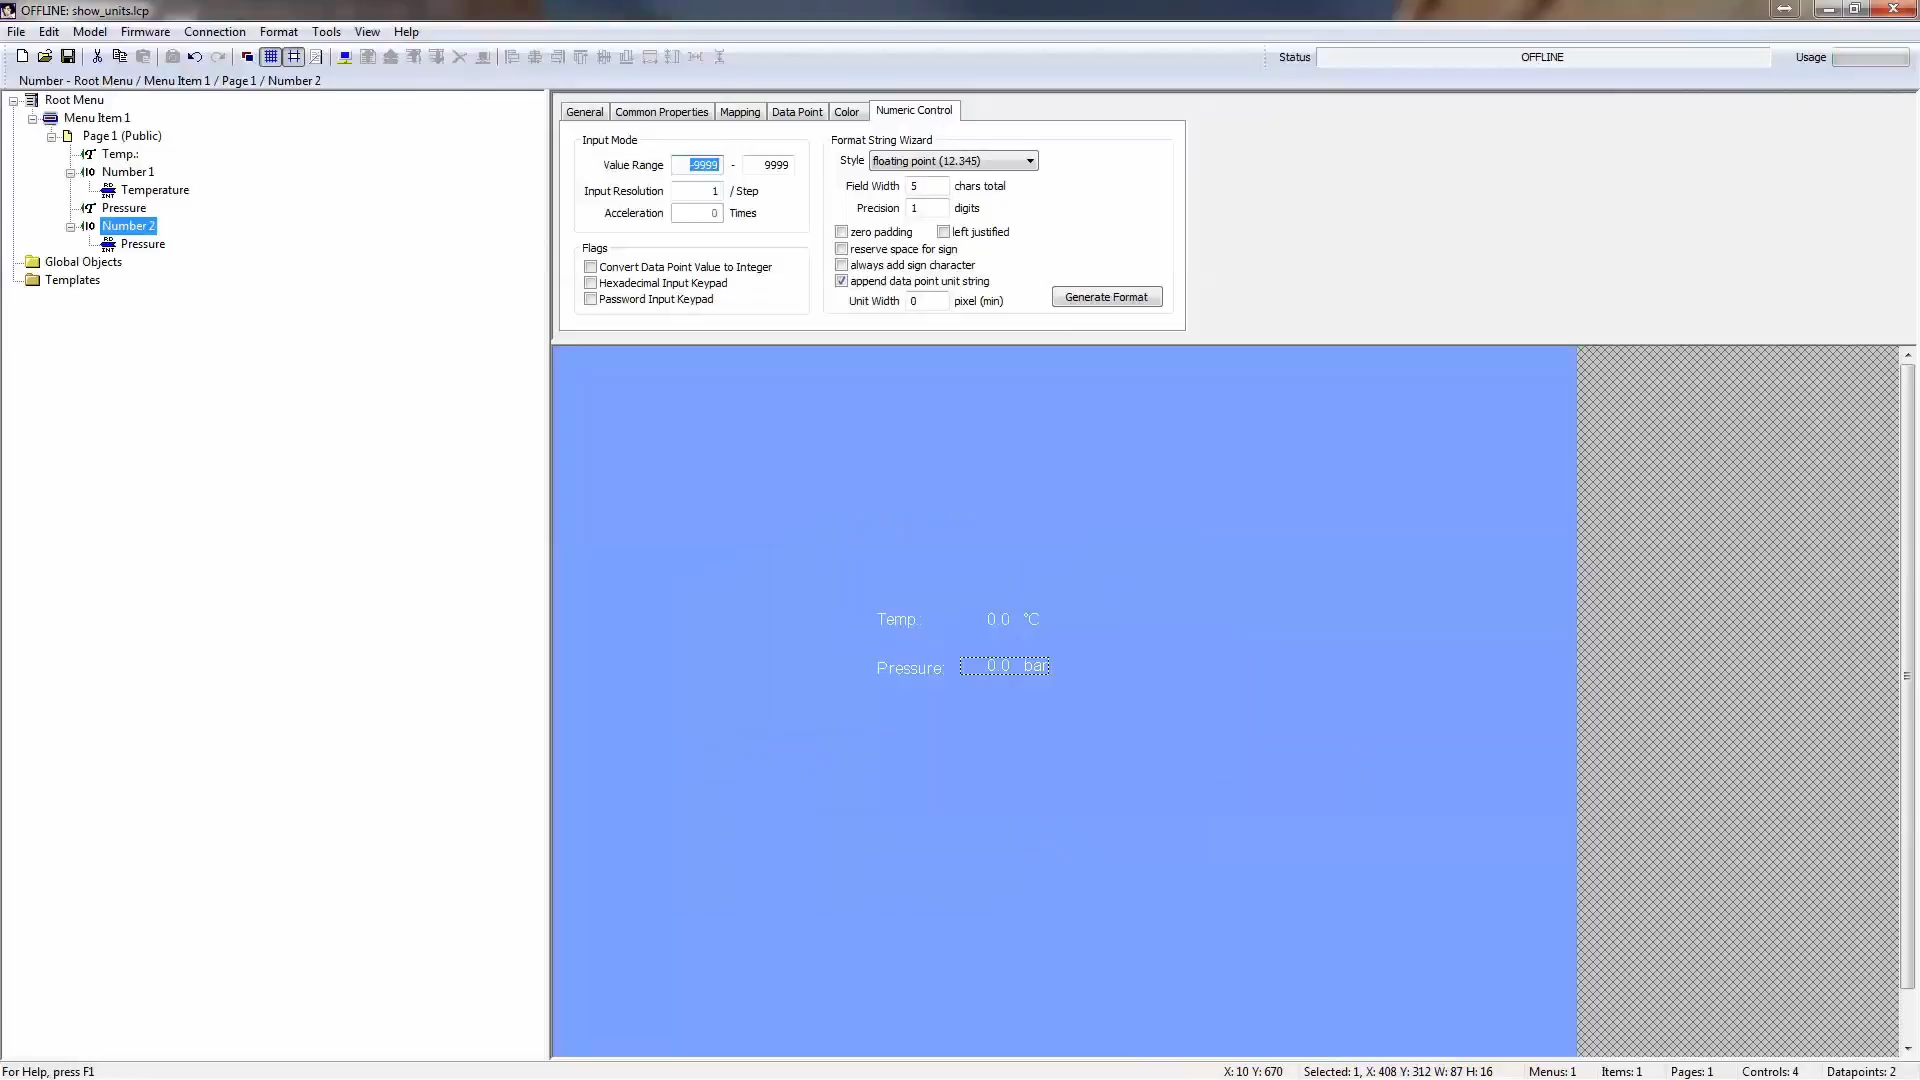 OFFLINE: show_units.lcp
File Edit Model Firmware Connection Format Tools View Help
Status OFFLINE Usage
Number - Root Menu / Menu Item 1 / Page 1 / Number 2
Root Menu
Menu Item 1
Page 1 (Public)
Temp.:
Number 1
Temperature
Pressure
Number 2
Pressure
Global Objects
Templates
General Common Properties Mapping Data Point Color Numeric Control
Input Mode
Value Range -9999 - 9999
Input Resolution 1 / Step
Acceleration 0 Times
Flags
Convert Data Point Value to Integer
Hexadecimal Input Keypad
Password Input Keypad
Format String Wizard
Style floating point (12.345)
Field Width 5 chars total
Precision 1 digits
zero padding left justified
reserve space for sign
always add sign character
append data point unit string
Unit Width 0 pixel (min)
Generate Format
Temp.: 0.0 °C
Pressure: 0.0 bar
For Help, press F1
X: 10 Y: 670 Selected: 1, X: 408 Y: 312 W: 87 H: 16 Menus: 1 Items: 1 Pages: 1 Controls: 4 Datapoints: 2